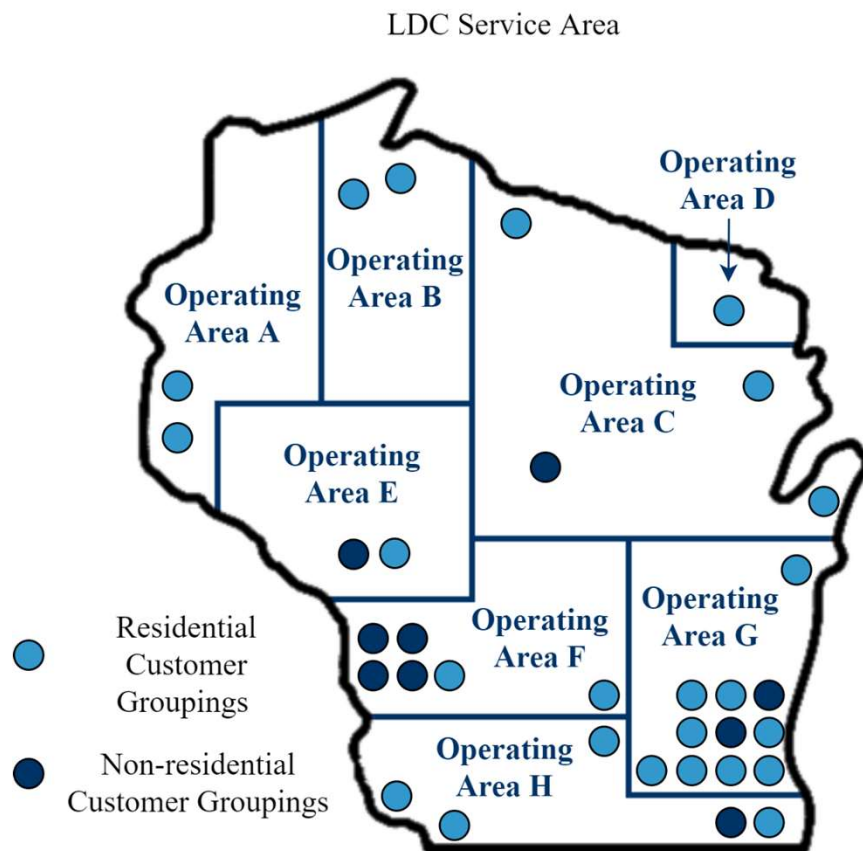 LDC Service Area
Operating
Area D
Operating
Area B
Operating
Area A
Operating
Area C
Operating
Area E
Operating
Area G
Operating
Area F
Residential
Customer
Groupings
Operating
Area H
Non-residential
Customer Groupings